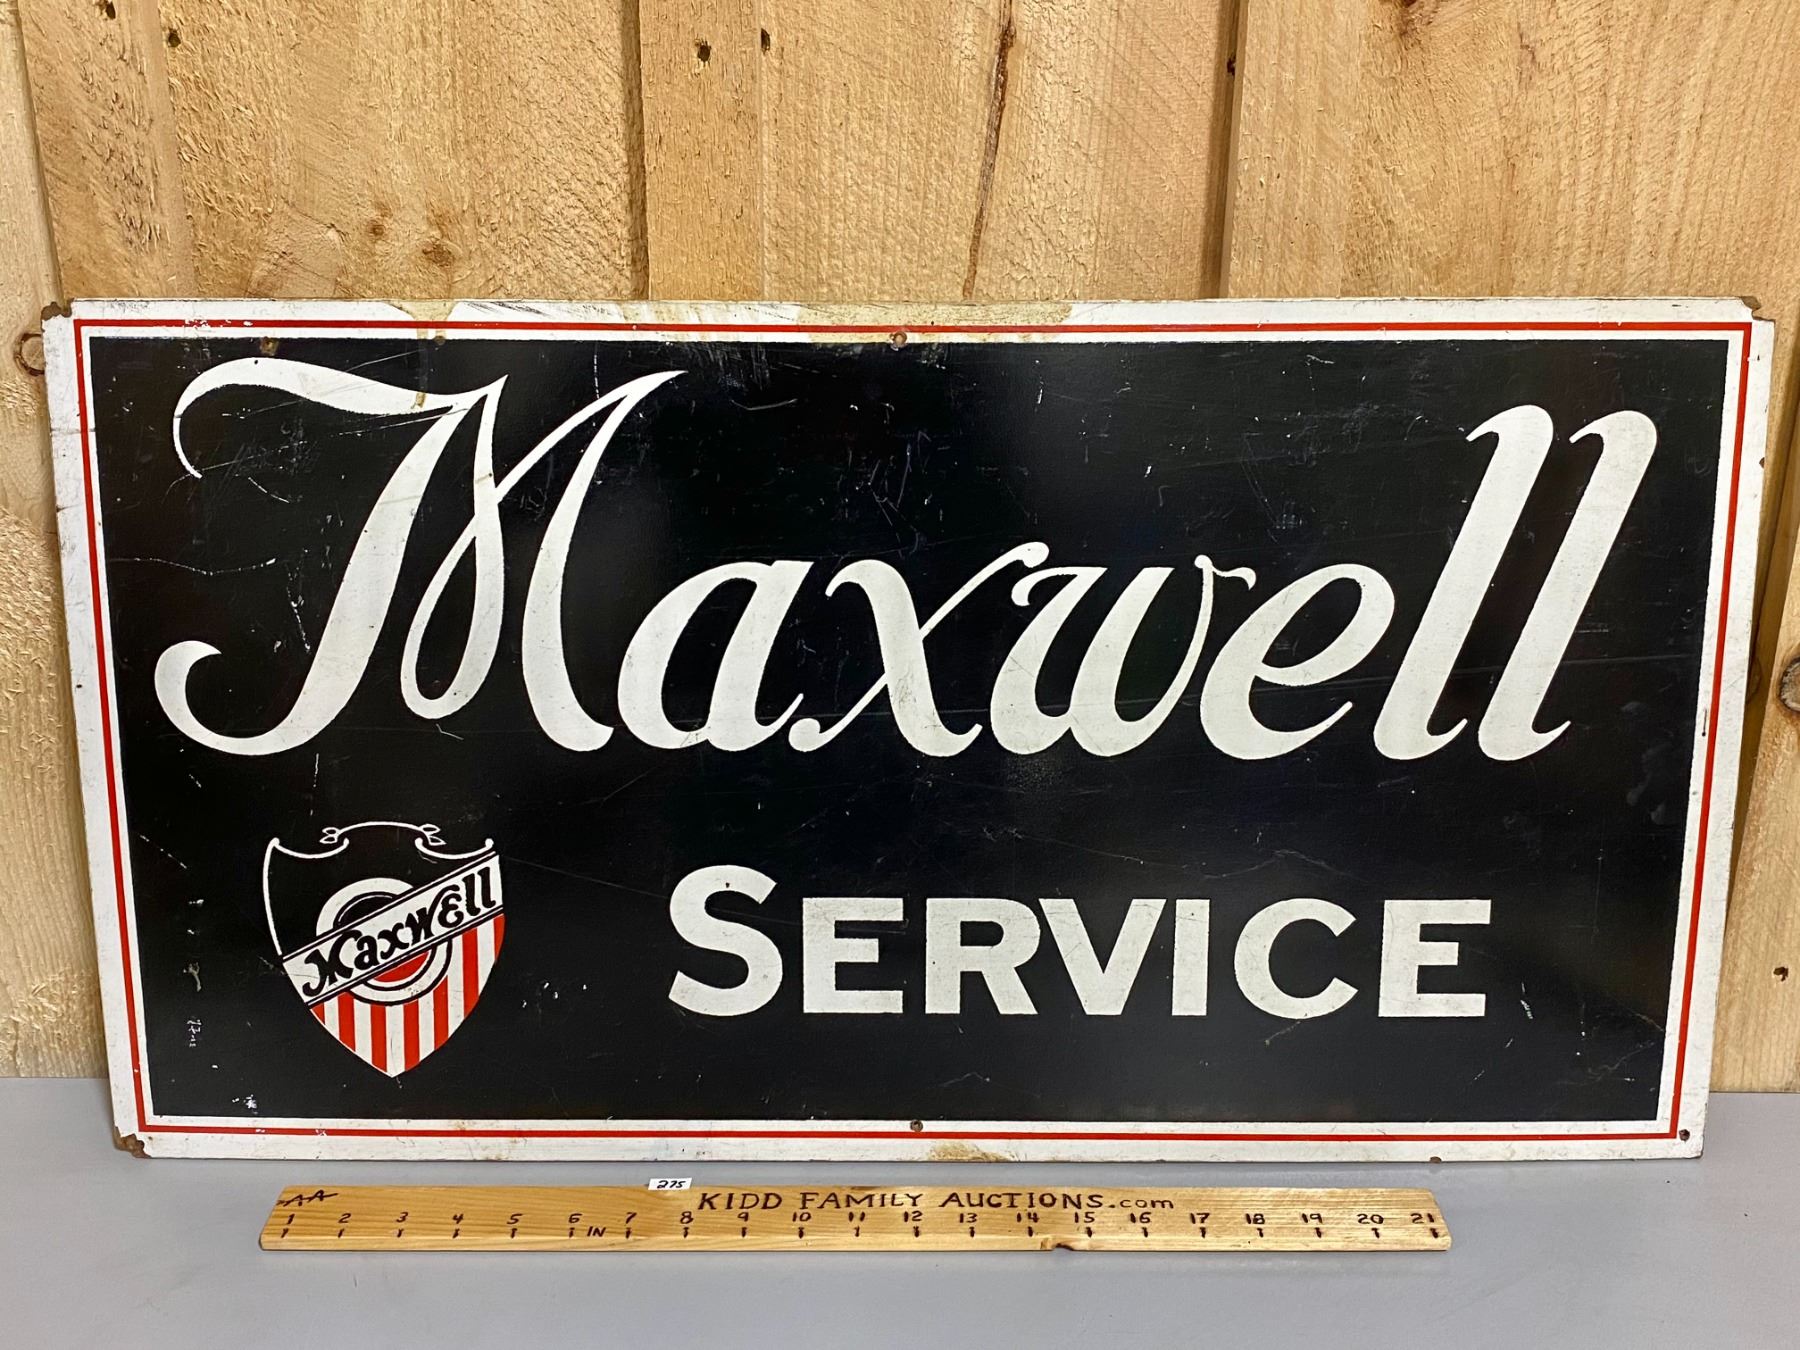 Maxwell
SERVICE
Maxwell
275
KIDD FAMILY AUCTIONS.com
1 2 3 4 5 6 IN 7 8 9 10 11 12 13 14 15 16 17 18 19 20 21